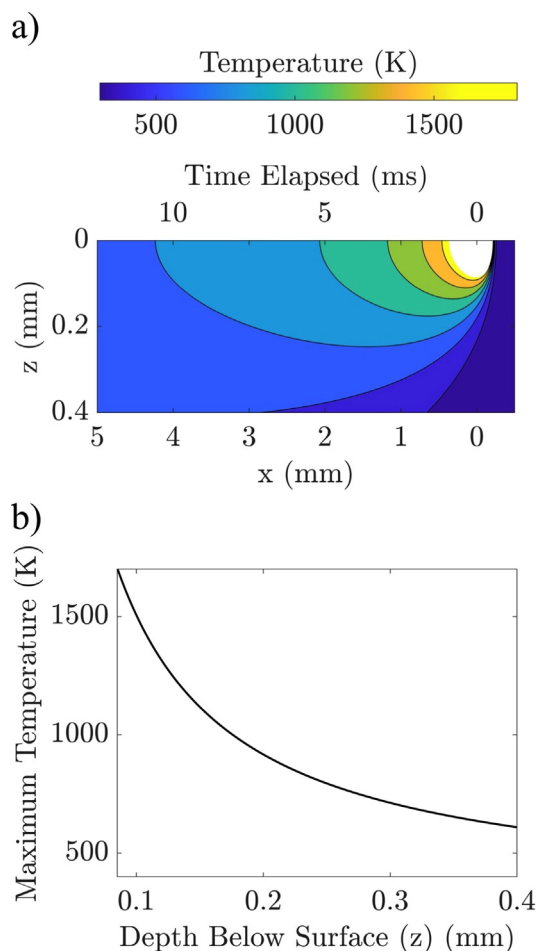 a)
Temperature (K)
500 1000 1500
Time Elapsed (ms)
10 5 0
0
0.2
0.4
z (mm)
5 4 3 2 1 0
x (mm)
b)
Maximum Temperature (K)
1500
1000
500
0.1 0.2 0.3 0.4
Depth Below Surface (z) (mm)